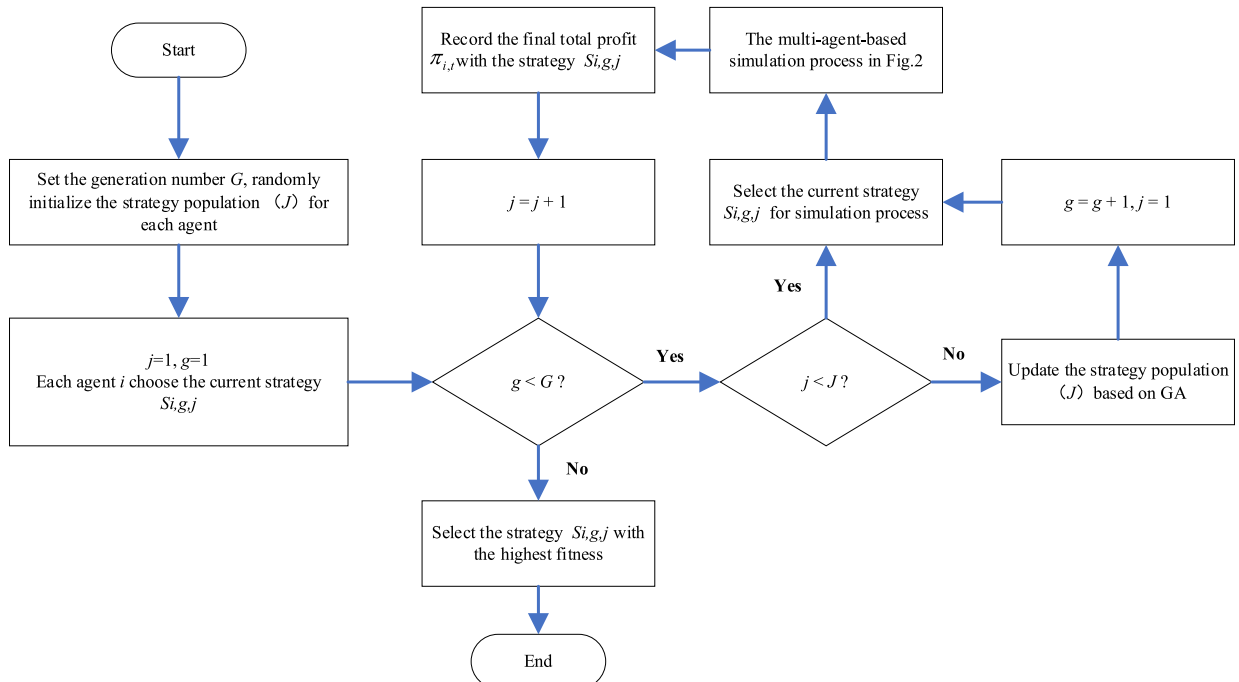 Start
Set the generation number G, randomly
initialize the strategy population （J）for
each agent
j=1, g=1
Each agent i choose the current strategy
Si,g,j
Record the final total profit
πi,t with the strategy Si,g,j
j = j + 1
g < G ?
Yes
No
Select the strategy Si,g,j with
the highest fitness
End
The multi-agent-based
simulation process in Fig.2
Select the current strategy
Si,g,j for simulation process
Yes
j < J ?
No
g = g + 1, j = 1
Update the strategy population
（J）based on GA